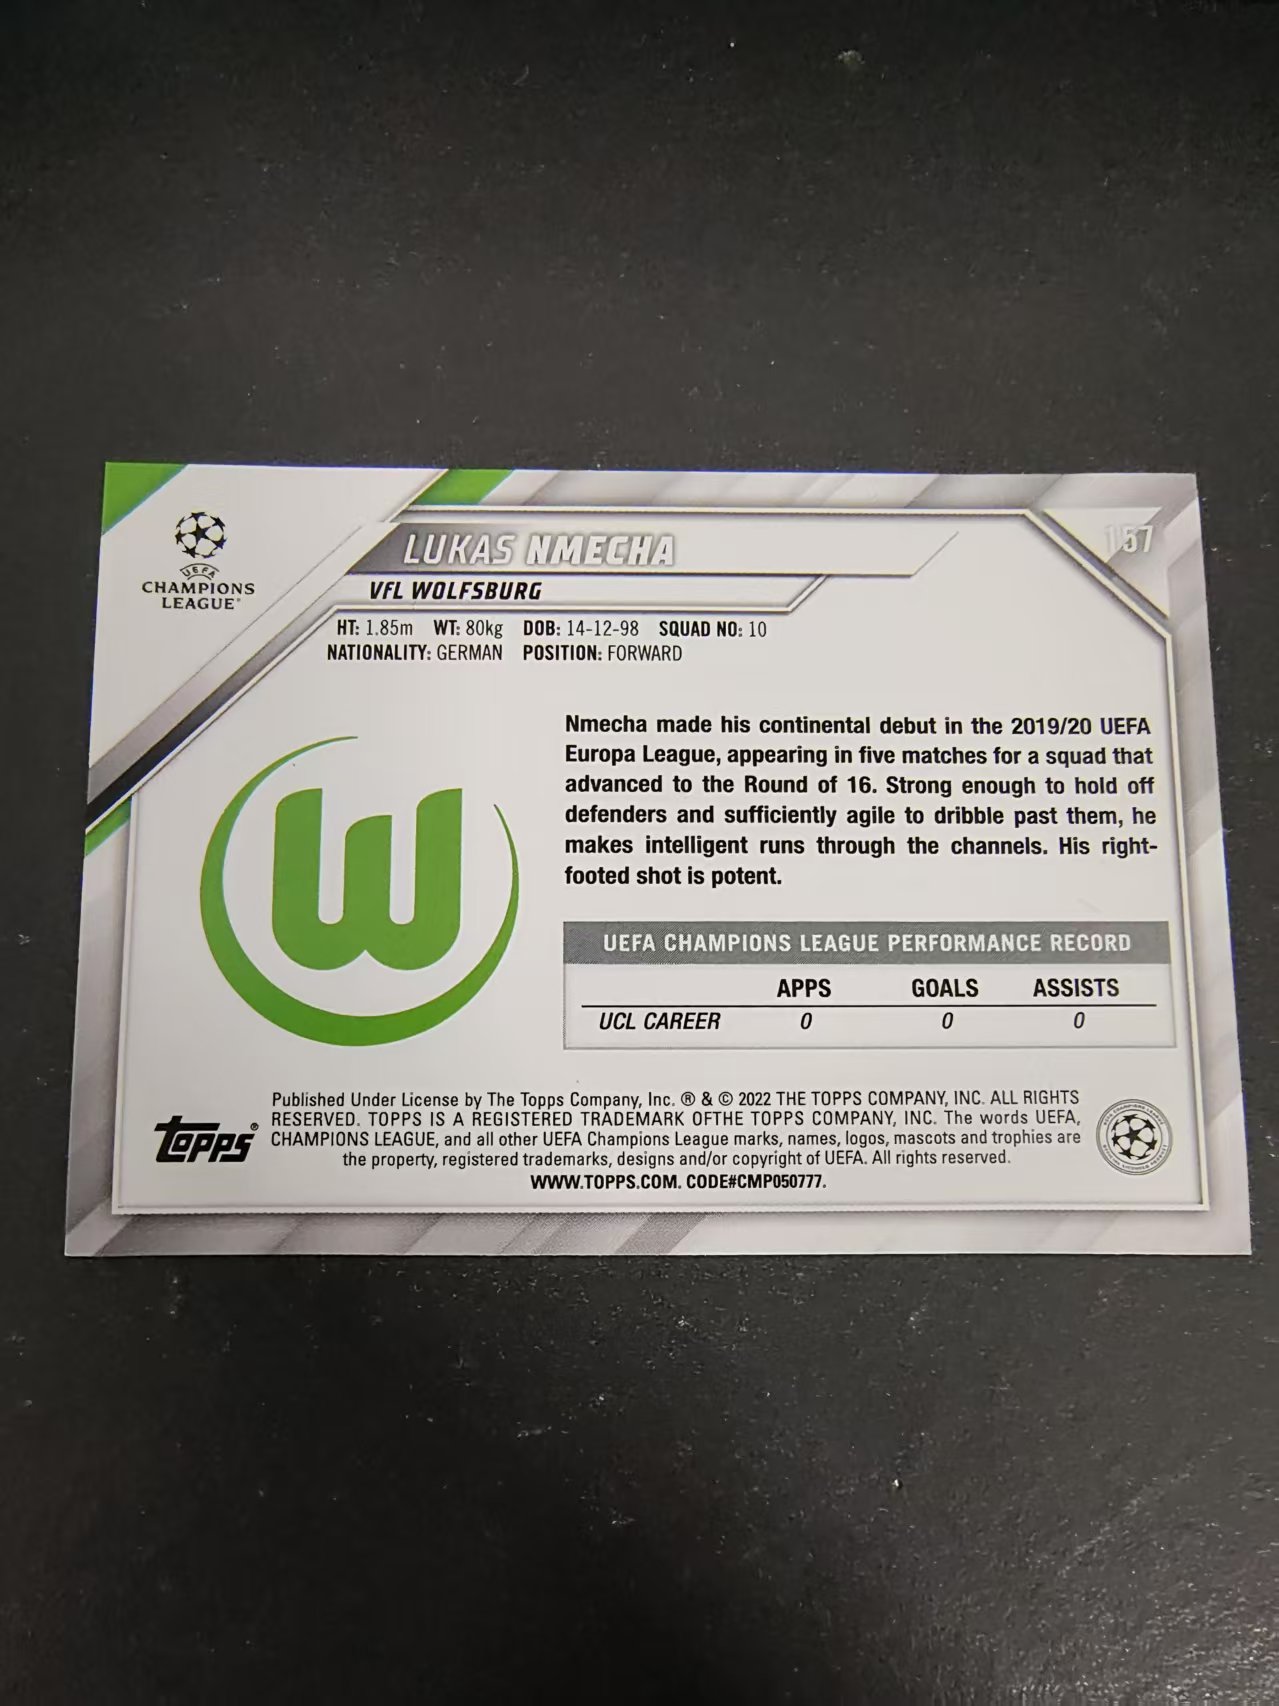 LUKAS NMECHA
157
UEFA
CHAMPIONS
LEAGUE
VfL WOLFSBURG
HT: 1.85m WT: 80kg DOB: 14-12-98 SQUAD NO: 10
NATIONALITY: GERMAN POSITION: FORWARD
Nmecha made his continental debut in the 2019/20 UEFA
Europa League, appearing in five matches for a squad that
advanced to the Round of 16. Strong enough to hold off
defenders and sufficiently agile to dribble past them, he
makes intelligent runs through the channels. His right-
footed shot is potent.
W
UEFA CHAMPIONS LEAGUE PERFORMANCE RECORD
APPS GOALS ASSISTS
UCL CAREER 0 0 0
topps®
Published Under License by The Topps Company, Inc. ® & © 2022 THE TOPPS COMPANY, INC. ALL RIGHTS
RESERVED. TOPPS IS A REGISTERED TRADEMARK OFTHE TOPPS COMPANY, INC. The words UEFA,
CHAMPIONS LEAGUE, and all other UEFA Champions League marks, names, logos, mascots and trophies are
the property, registered trademarks, designs and/or copyright of UEFA. All rights reserved.
WWW.TOPPS.COM. CODE#CMP050777.